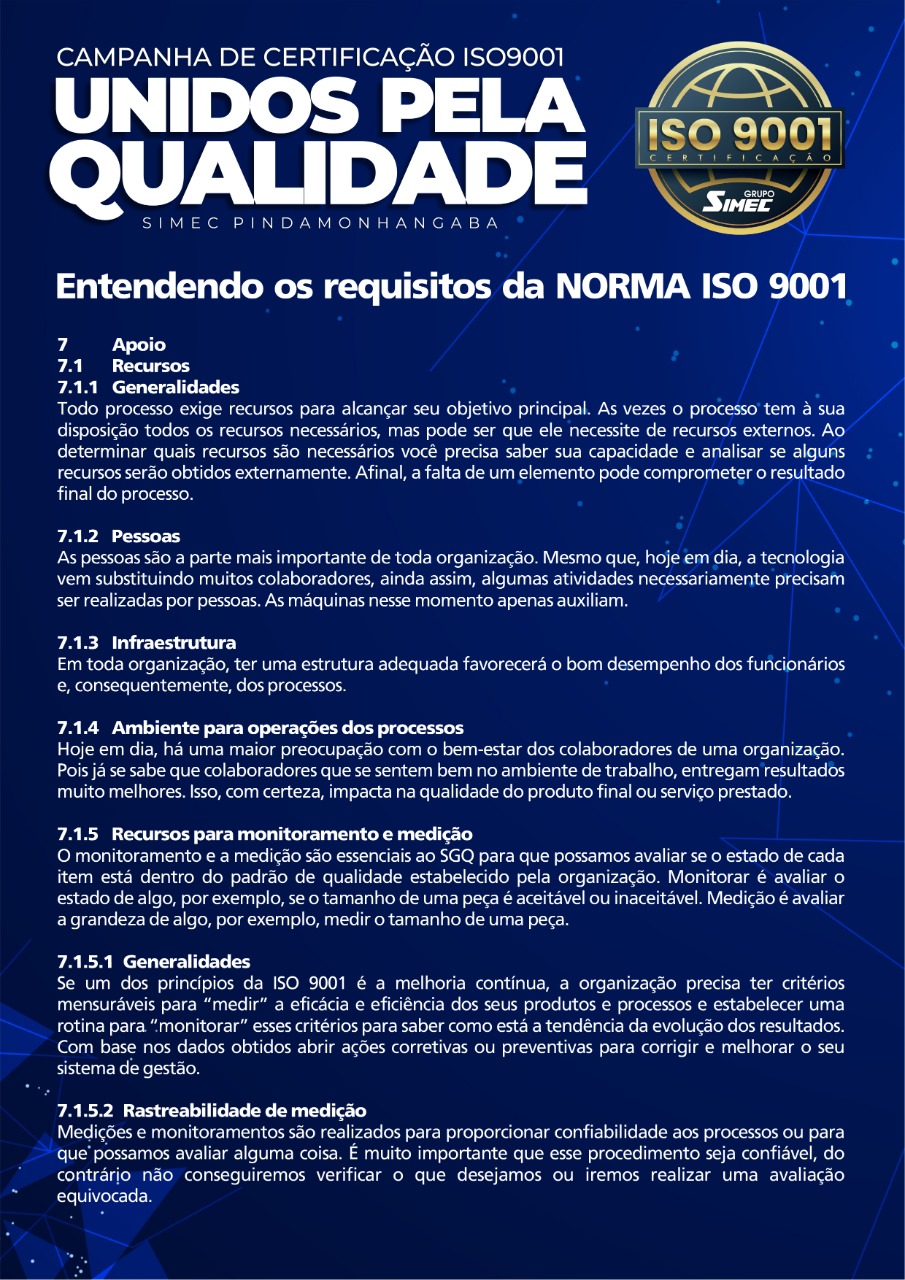 CAMPANHA DE CERTIFICAÇÃO ISO9001
UNIDOS PELA
QUALIDADE
SIMEC PINDAMONHANGABA
ISO 9001
CERTIFICAÇÃO
GRUPO
SIMEC
Entendendo os requisitos da NORMA ISO 9001
7 Apoio
7.1 Recursos
7.1.1 Generalidades
Todo processo exige recursos para alcançar seu objetivo principal. As vezes o processo tem à sua
disposição todos os recursos necessários, mas pode ser que ele necessite de recursos externos. Ao
determinar quais recursos são necessários você precisa saber sua capacidade e analisar se alguns
recursos serão obtidos externamente. Afinal, a falta de um elemento pode comprometer o resultado
final do processo.
7.1.2 Pessoas
As pessoas são a parte mais importante de toda organização. Mesmo que, hoje em dia, a tecnologia
vem substituindo muitos colaboradores, ainda assim, algumas atividades necessariamente precisam
ser realizadas por pessoas. As máquinas nesse momento apenas auxiliam.
7.1.3 Infraestrutura
Em toda organização, ter uma estrutura adequada favorecerá o bom desempenho dos funcionários
e, consequentemente, dos processos.
7.1.4 Ambiente para operações dos processos
Hoje em dia, há uma maior preocupação com o bem-estar dos colaboradores de uma organização.
Pois já se sabe que colaboradores que se sentem bem no ambiente de trabalho, entregam resultados
muito melhores. Isso, com certeza, impacta na qualidade do produto final ou serviço prestado.
7.1.5 Recursos para monitoramento e medição
O monitoramento e a medição são essenciais ao SGQ para que possamos avaliar se o estado de cada
item está dentro do padrão de qualidade estabelecido pela organização. Monitorar é avaliar o
estado de algo, por exemplo, se o tamanho de uma peça é aceitável ou inaceitável. Medição é avaliar
a grandeza de algo, por exemplo, medir o tamanho de uma peça.
7.1.5.1 Generalidades
Se um dos princípios da ISO 9001 é a melhoria contínua, a organização precisa ter critérios
mensuráveis para “medir” a eficácia e eficiência dos seus produtos e processos e estabelecer uma
rotina para “monitorar” esses critérios para saber como está a tendência da evolução dos resultados.
Com base nos dados obtidos abrir ações corretivas ou preventivas para corrigir e melhorar o seu
sistema de gestão.
7.1.5.2 Rastreabilidade de medição
Medições e monitoramentos são realizados para proporcionar confiabilidade aos processos ou para
que possamos avaliar alguma coisa. É muito importante que esse procedimento seja confiável, do
contrário não conseguiremos verificar o que desejamos ou iremos realizar uma avaliação
equivocada.